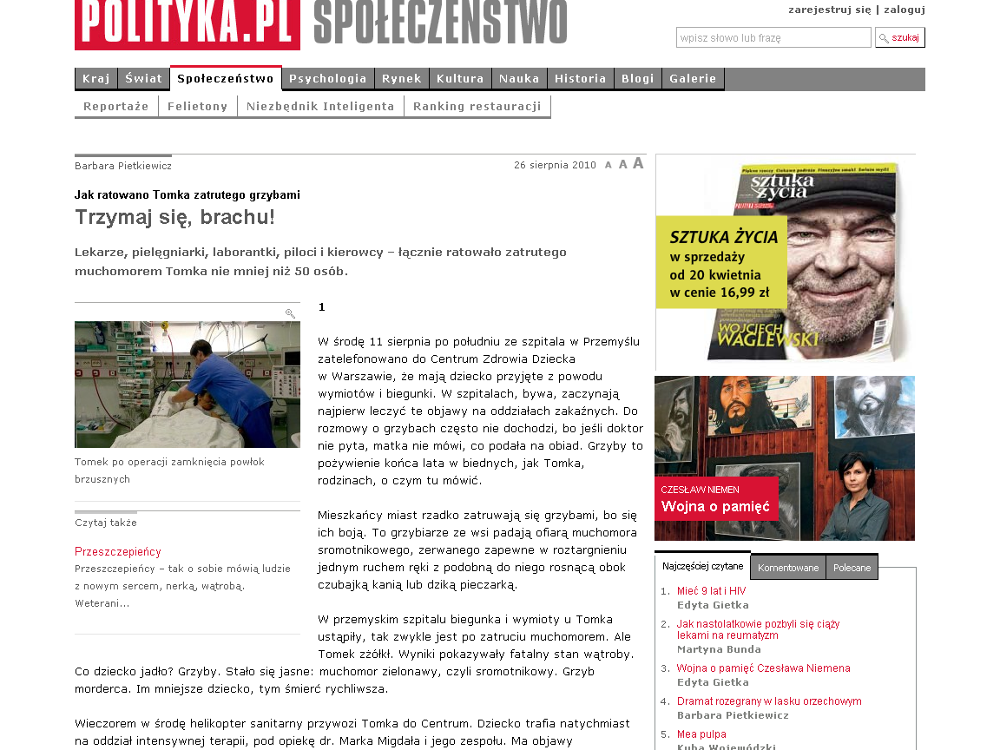 POLITYKA.PL SPOŁECZEŃSTWO
zarejestruj się | zaloguj
wpisz słowo lub frazę
szukaj
Kraj
Świat
Społeczeństwo
Psychologia
Rynek
Kultura
Nauka
Historia
Blogi
Galerie
Reportaże
Felietony
Niezbędnik Inteligenta
Ranking restauracji
Barbara Pietkiewicz
26 sierpnia 2010 A A A
Jak ratowano Tomka zatrutego grzybami
Trzymaj się, brachu!
Lekarze, pielęgniarki, laborantki, piloci i kierowcy – łącznie ratowało zatrutego
muchomorem Tomka nie mniej niż 50 osób.
Tomek po operacji zamknięcia powłok
brzusznych
Czytaj także
Przeszczepieńcy
Przeszczepieńcy – tak o sobie mówią ludzie
z nowym sercem, nerką, wątrobą.
Weterani...
1
W środę 11 sierpnia po południu ze szpitala w Przemyślu
zatelefonowano do Centrum Zdrowia Dziecka
w Warszawie, że mają dziecko przyjęte z powodu
wymiotów i biegunki. W szpitalach, bywa, zaczynają
najpierw leczyć te objawy na oddziałach zakaźnych. Do
rozmowy o grzybach często nie dochodzi, bo jeśli doktor
nie pyta, matka nie mówi, co podała na obiad. Grzyby to
pożywienie końca lata w biednych, jak Tomka,
rodzinach, o czym tu mówić.
Mieszkańcy miast rzadko zatruwają się grzybami, bo się
ich boją. To grzybiarze ze wsi padają ofiarą muchomora
sromotnikowego, zerwanego zapewne w roztargnieniu
jednym ruchem ręki z podobną do niego rosnącą obok
czubajką kanią lub dziką pieczarką.
W przemyskim szpitalu biegunka i wymioty u Tomka
ustąpiły, tak zwykle jest po zatruciu muchomorem. Ale
Tomek zżółkł. Wyniki pokazywały fatalny stan wątroby.
Co dziecko jadło? Grzyby. Stało się jasne: muchomor zielonawy, czyli sromotnikowy. Grzyb
morderca. Im mniejsze dziecko, tym śmierć rychliwsza.
Wieczorem w środę helikopter sanitarny przywozi Tomka do Centrum. Dziecko trafia natychmiast
na oddział intensywnej terapii, pod opiekę dr. Marka Migdała i jego zespołu. Ma objawy
sztuka
życia
SZTUKA ŻYCIA
w sprzedaży
od 20 kwietnia
w cenie 16,99 zł
WOJCIECH
WAGLEWSKI
CZESŁAW NIEMEN
Wojna o pamięć
Najczęściej czytane
Komentowane
Polecane
1. Mieć 9 lat i HIV
Edyta Gietka
2. Jak nastolatkowie pozbyli się ciąży
lekami na reumatyzm
Martyna Bunda
3. Wojna o pamięć Czesława Niemena
Edyta Gietka
4. Dramat rozegrany w lasku orzechowym
Barbara Pietkiewicz
5. Mea pulpa
Kuba Wojewódzki